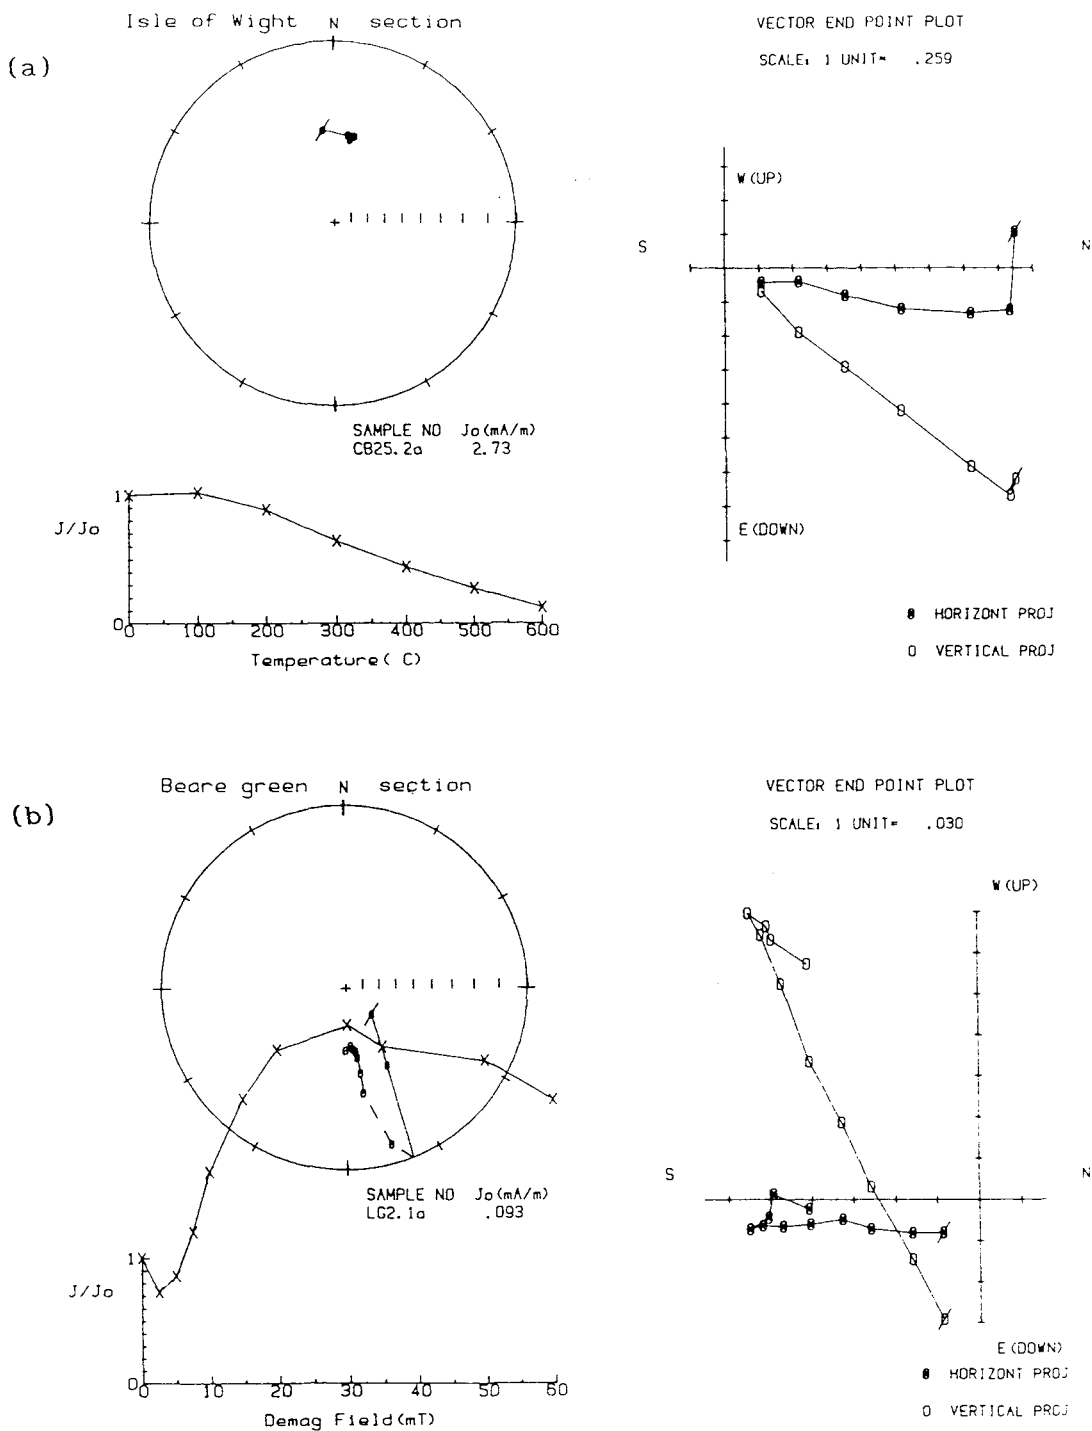 (a)
Isle of Wight N section
SAMPLE NO Jo(mA/m)
CB25.2a 2.73
1
J/Jo
0
0 100 200 300 400 500 600
Temperature( C)
VECTOR END POINT PLOT
SCALE: 1 UNIT= .259
W(UP)
S N
E(DOWN)
HORIZONT PROJ
VERTICAL PROJ
(b)
Beare green N section
SAMPLE NO Jo(mA/m)
LG2.1a .093
1
J/Jo
0
0 10 20 30 40 50 60
Demag Field(mT)
VECTOR END POINT PLOT
SCALE: 1 UNIT= .030
W(UP)
S N
E(DOWN)
HORIZONT PROJ
VERTICAL PROJ